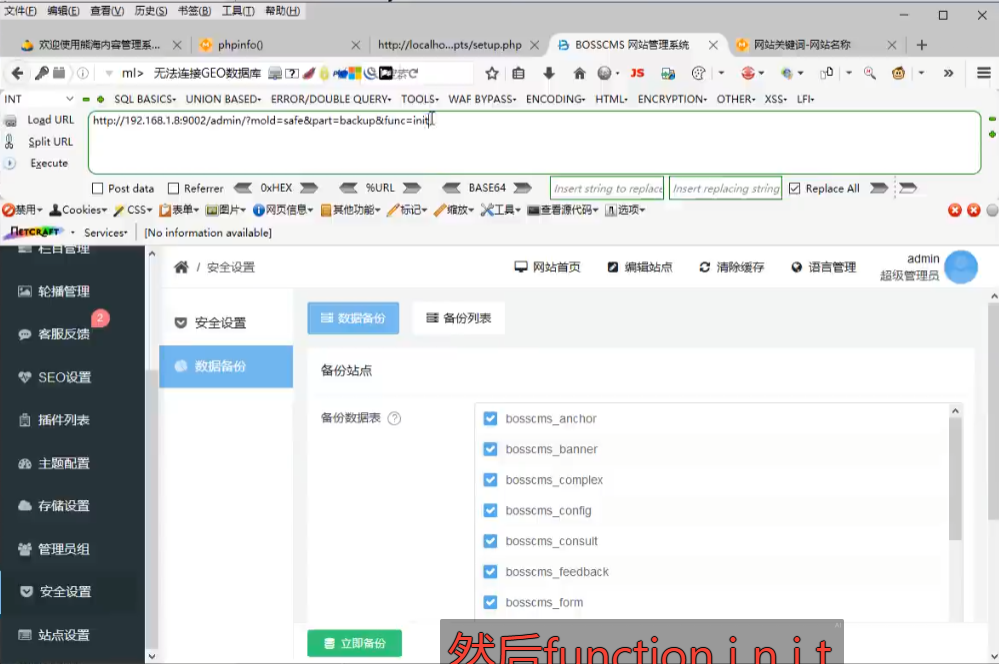 文件(F) 编辑(E) 查看(V) 历史(S) 书签(B) 工具(T) 帮助(H)
欢迎使用熊海内容管理系... phpinfo() http://localho...pts/setup.php BOSSCMS 网站管理系统 网站关键词-网站名称
ml> 无法连接GEO数据库 JS
INT SQL BASICS UNION BASED ERROR/DOUBLE QUERY TOOLS WAF BYPASS ENCODING HTML ENCRYPTION OTHER XSS LFI
Load URL http://192.168.1.8:9002/admin/?mold=safe&part=backup&func=init
Split URL
Execute
Post data Referrer 0xHEX %URL BASE64 Insert string to replace Insert replacing string Replace All
禁用 Cookies CSS 表单 图片 网页信息 其他功能 标记 缩放 工具 查看源代码 选项
NETCRAFT Services [No information available]
栏目管理
轮播管理
客服反馈 2
SEO设置
插件列表
主题配置
存储设置
管理员组
安全设置
站点设置
/ 安全设置 网站首页 编辑站点 清除缓存 语言管理 admin
超级管理员
安全设置
数据备份
数据备份 备份列表
备份站点
备份数据表
bosscms_anchor
bosscms_banner
bosscms_complex
bosscms_config
bosscms_consult
bosscms_feedback
bosscms_form
立即备份
然后function i n i t